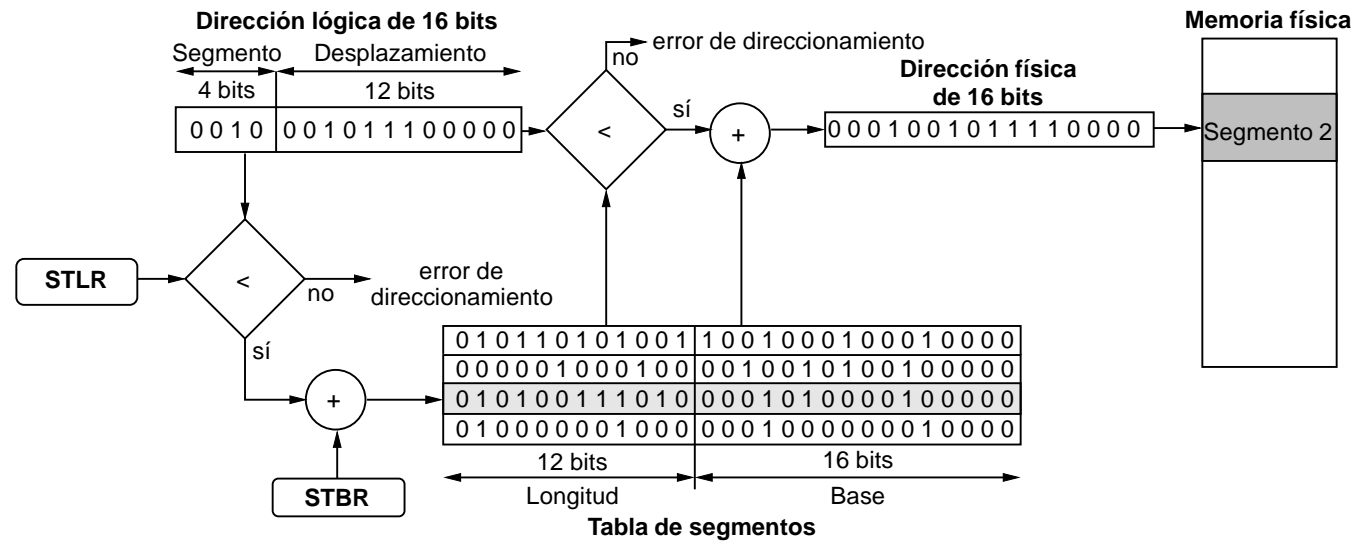 Dirección lógica de 16 bits
Segmento
Desplazamiento
4 bits
12 bits
0 0 1 0
0 0 1 0 1 1 1 0 0 0 0 0
<
no
error de direccionamiento
sí
+
Dirección física
de 16 bits
0 0 0 1 0 0 1 0 1 1 1 1 0 0 0 0
Memoria física
Segmento 2
STLR
<
no
error de
direccionamiento
sí
+
STBR
0 1 0 1 1 0 1 0 1 0 0 1 1 0 0 1 0 0 0 1 0 0 0 1 0 0 0 0
0 0 0 0 0 1 0 0 0 1 0 0 0 0 1 0 0 1 0 1 0 0 1 0 0 0 0
0 1 0 1 0 0 1 1 1 0 1 0 0 0 0 1 0 1 0 0 0 0 1 0 0 0 0 0
0 1 0 0 0 0 0 0 1 0 0 0 0 0 0 1 0 0 0 0 0 0 0 1 0 0 0 0
12 bits
16 bits
Longitud
Base
Tabla de segmentos